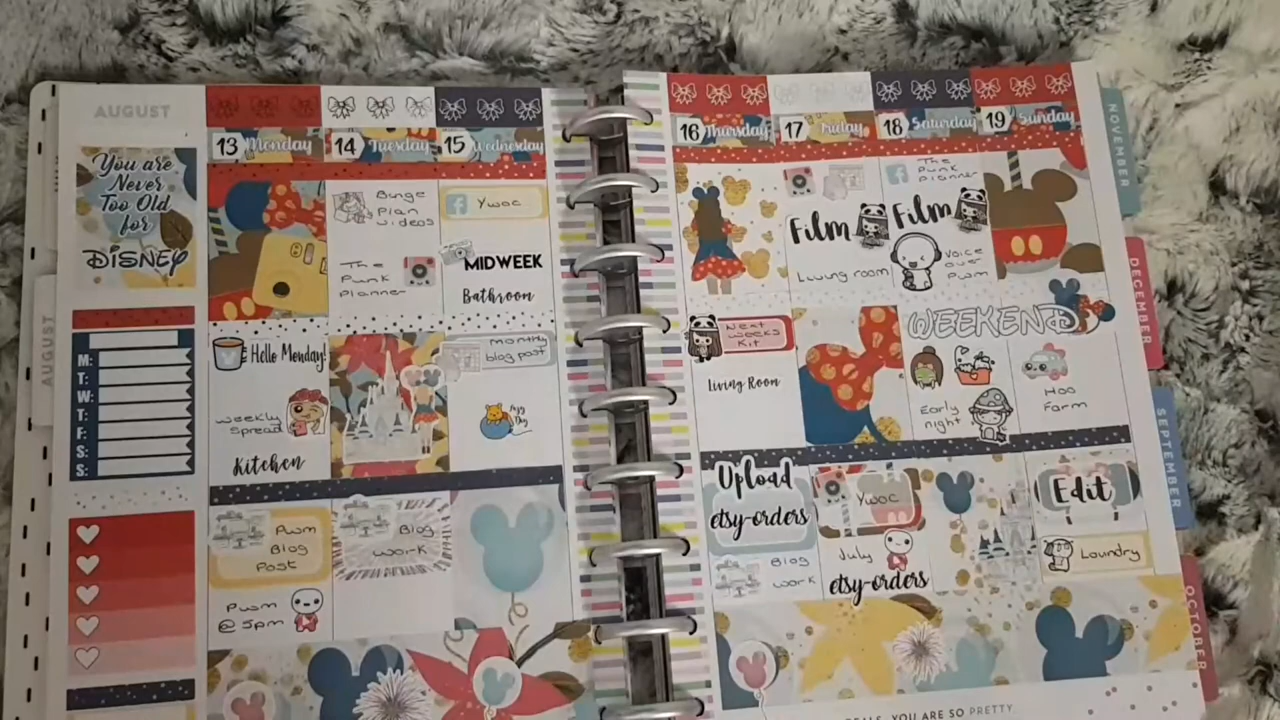 AUGUST
You are
Never
Too Old
for
DISNEY
AUGUST
M:
T:
W:
T:
F:
S:
S:
13 Monday
14 Tuesday
15 Wednesday
Binge
Plan
videos
The
Punk
Planner
Ywoc
MIDWEEK
Bathroom
Hello Monday!
weekly
Spread
Kitchen
monthly
blog post
Pwm
Blog
Post
Pwm
@ 5pm
Blog
work
16 Thursday
17 Friday
18 Saturday
19 Sunday
Film
Living room
The
Punk
Planner
Film
Voice
over
Pwm
Next
Weeks
Kit
Living Room
WEEKEND
Early
night
Hoo
Farm
Upload
etsy-orders
Blog
work
Ywoc
July
etsy-orders
Edit
Laundry
YOU ARE SO PRETTY
NOVEMBER
DECEMBER
SEPTEMBER
OCTOBER